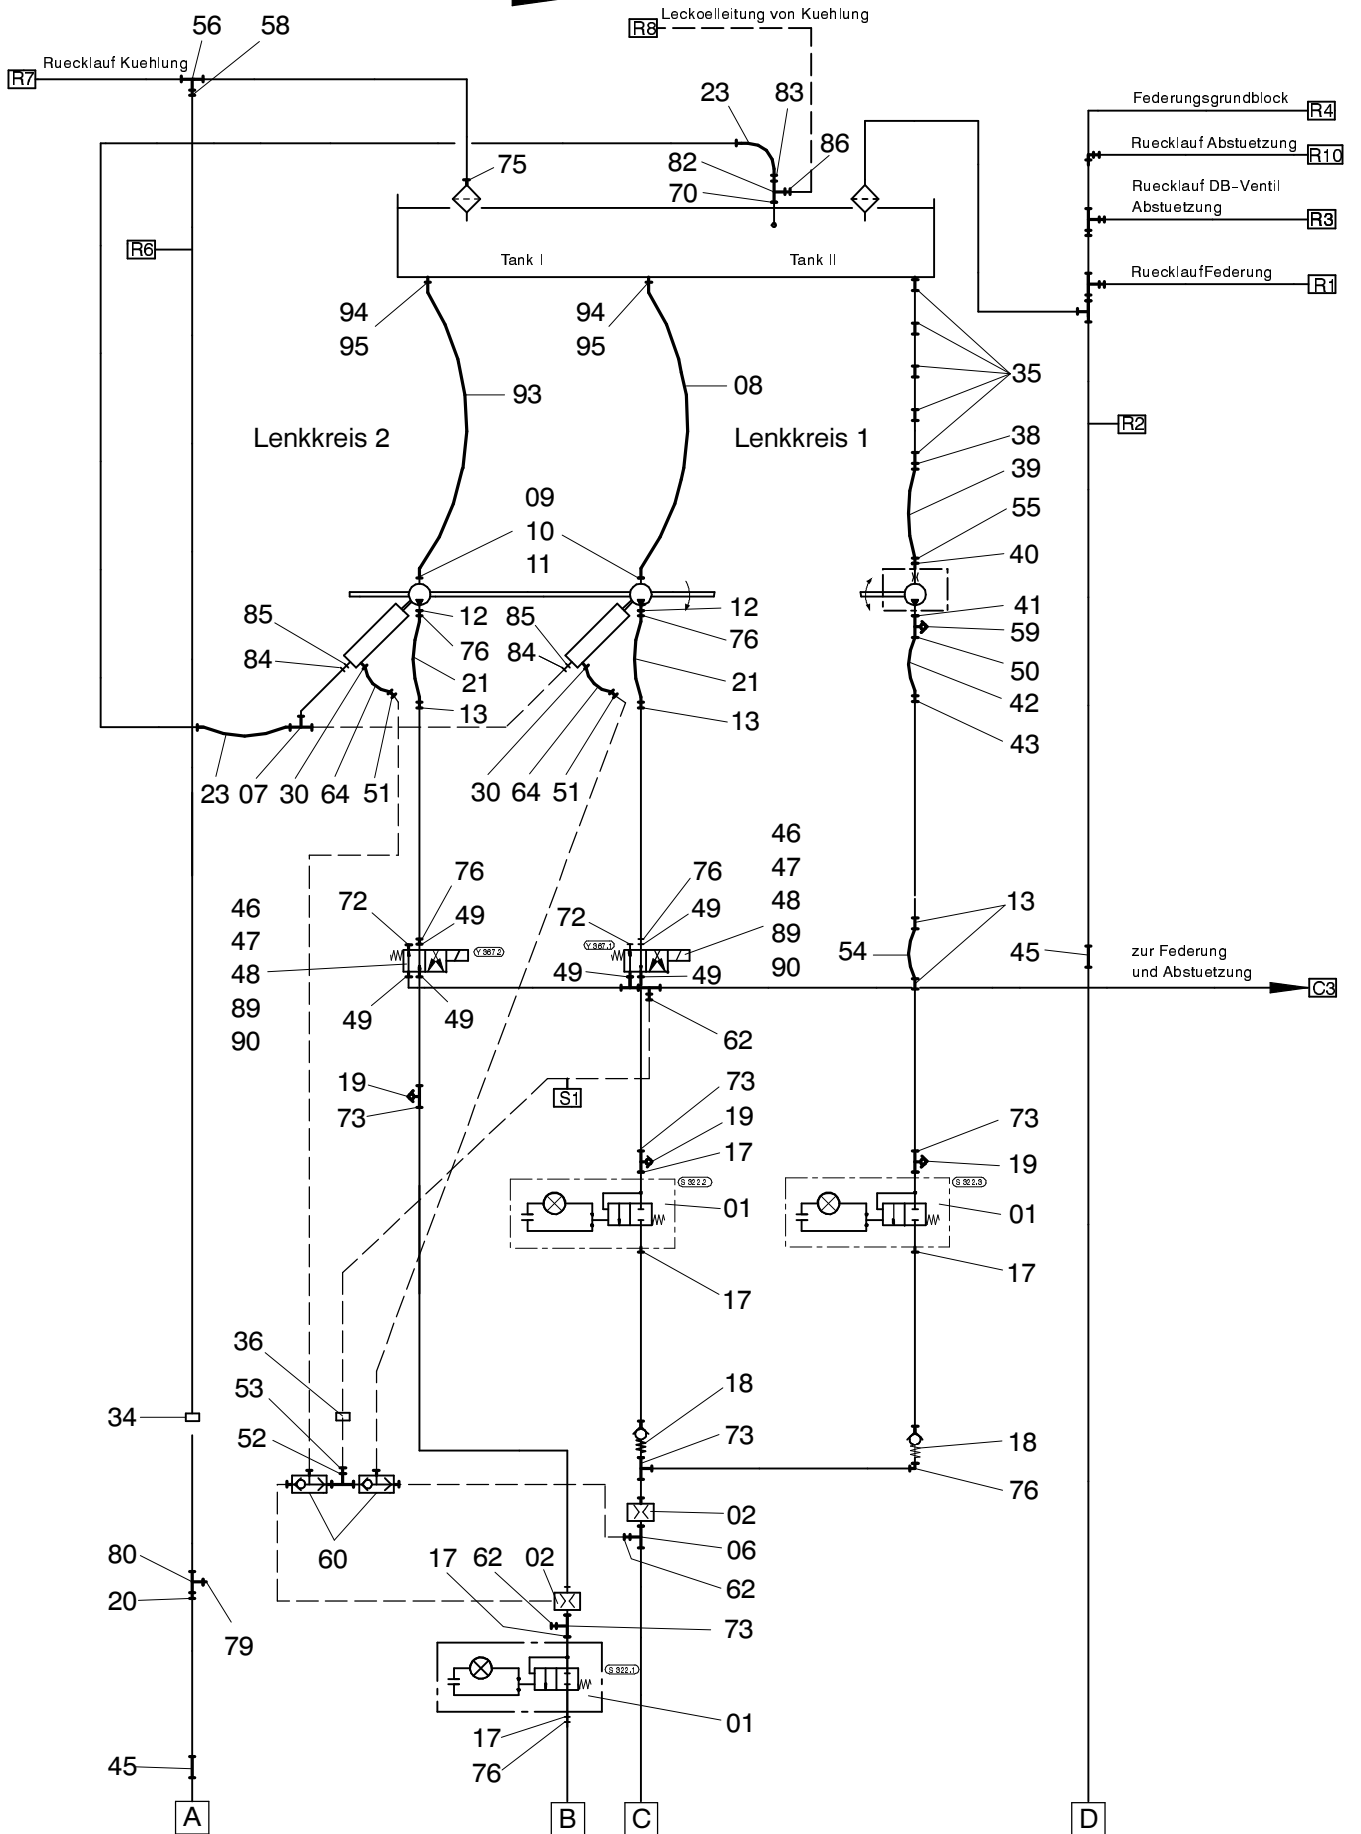 Leckoelleitung von Kuehlung
R8
56 58
Ruecklauf Kuehlung
R7
23 83
86
82
70
75
Federungsgrundblock
R4
Ruecklauf Abstuetzung
R10
Ruecklauf DB-Ventil
Abstuetzung
R3
RuecklaufFederung
R1
R6
Tank I
Tank II
94
95
94
95
93
08
35
R2
Lenkkreis 2
Lenkkreis 1
38
39
09
10
11
55
40
12
76
21
13
85
84
12
76
21
13
85
84
41
59
50
42
43
23 07 30 64 51
30 64 51
46
47
48
89
90
76
49
72
Y 367.2
46
47
48
89
90
76
49
72
Y 367.1
49
49
49
49
62
13
54
45
zur Federung
und Abstuetzung
C3
19
73
S1
73
19
17
S 322.2
01
17
73
19
S 322.3
01
17
36
53
52
34
18
73
18
76
02
06
62
60
80
20
79
17 62 02
73
S 322.1
01
17
76
45
A
B
C
D